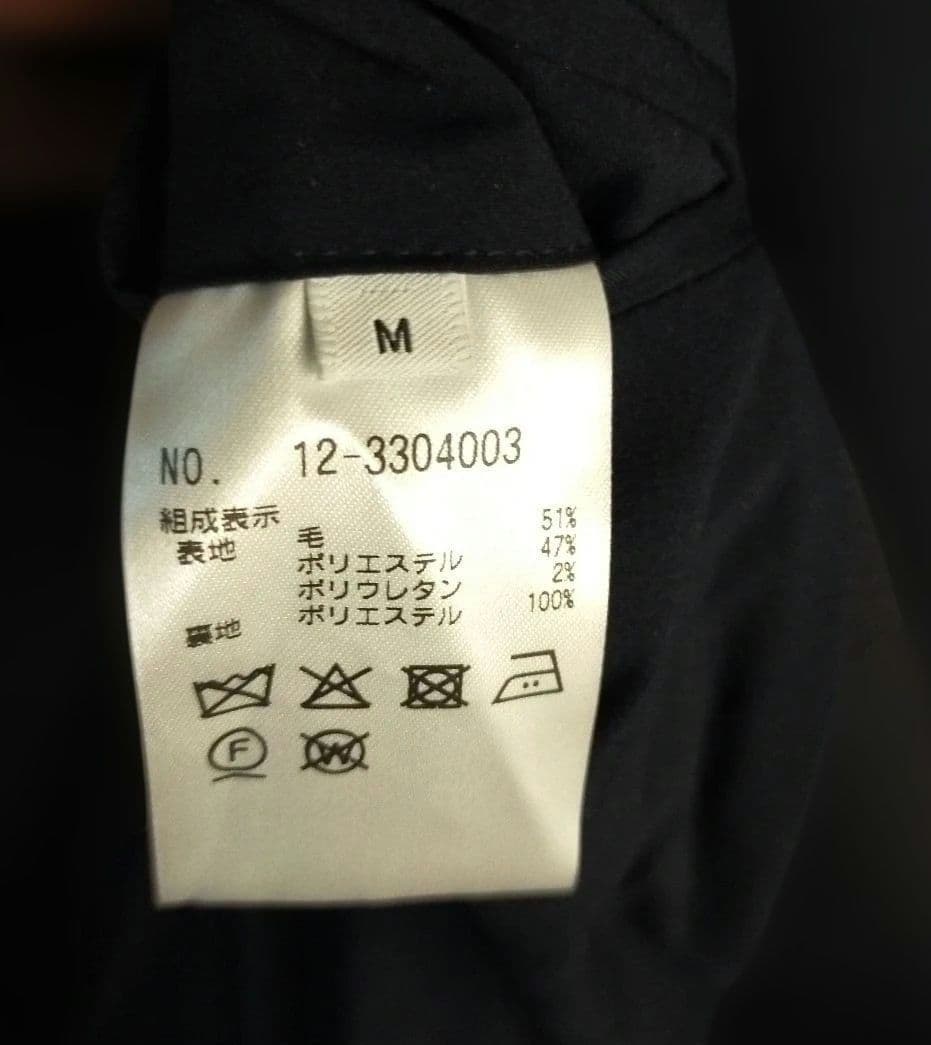 M
NO. 12-3304003
組成表示
表地 毛 51%
ポリエステル 47%
ポリウレタン 2%
裏地 ポリエステル 100%
F W